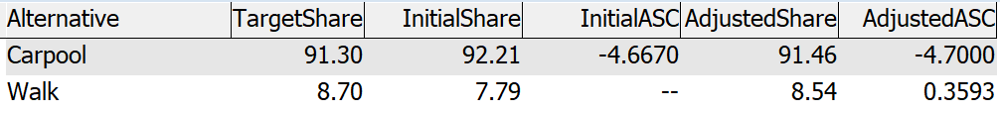 Alternative TargetShare InitialShare InitialASC AdjustedShare AdjustedASC
Carpool 91.30 92.21 -4.6670 91.46 -4.7000
Walk 8.70 7.79 -- 8.54 0.3593